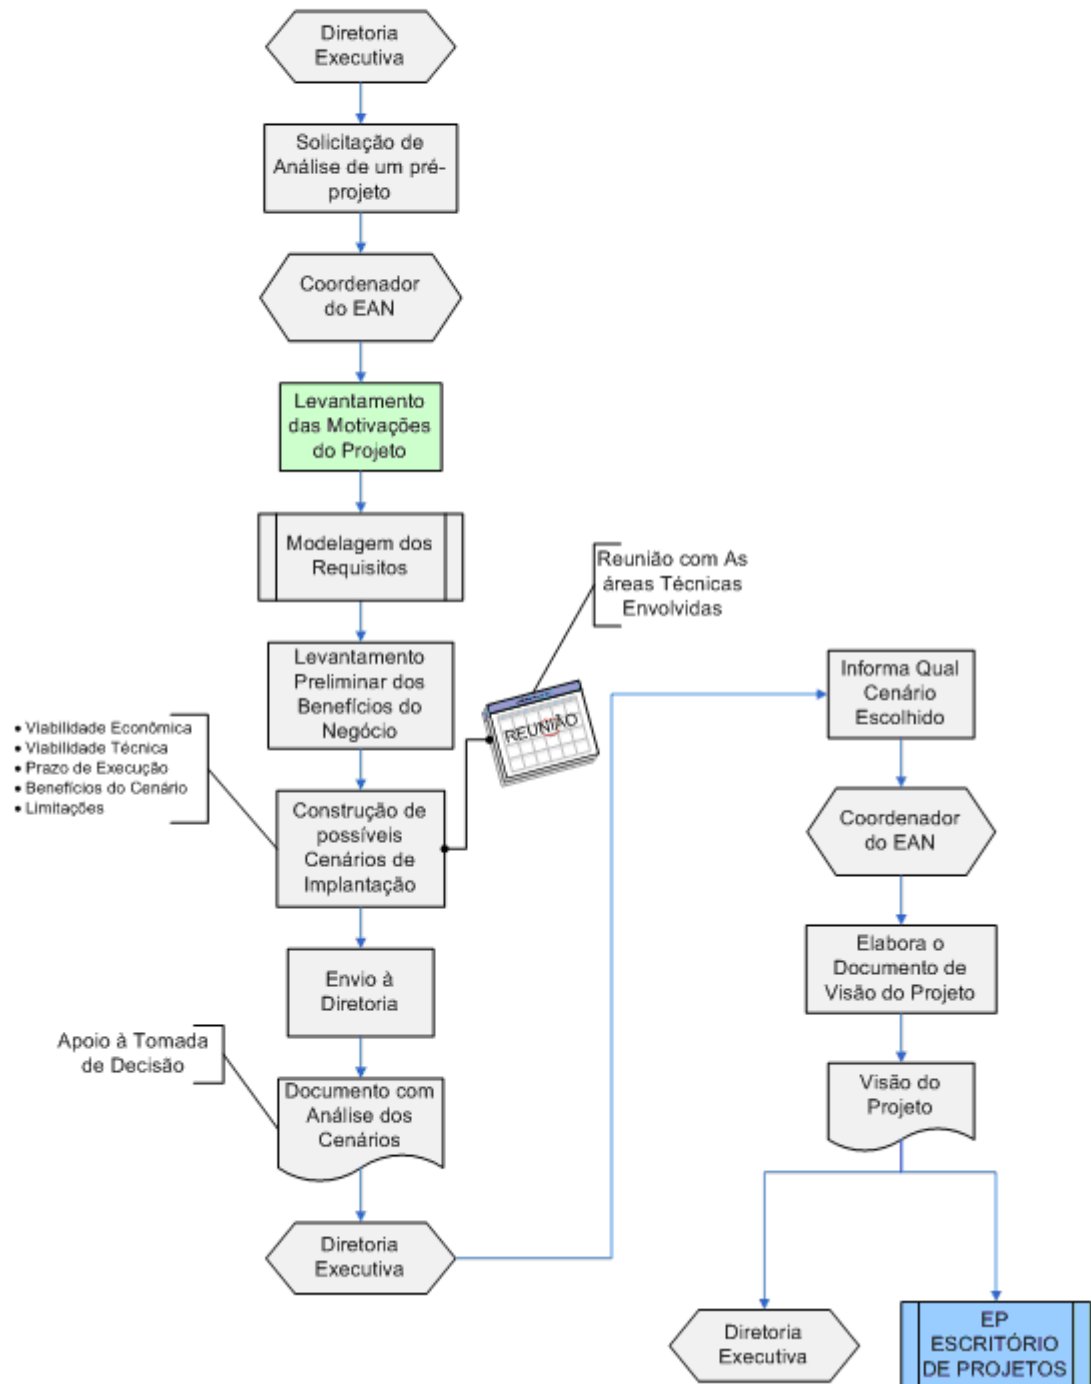 Diretoria
Executiva
Solicitação de
Análise de um pré-
projeto
Coordenador
do EAN
Levantamento
das Motivações
do Projeto
Modelagem dos
Requisitos
Levantamento
Preliminar dos
Benefícios do
Negócio
Reunião com As
áreas Técnicas
Envolvidas
REUNIÃO
• Viabilidade Econômica
• Viabilidade Técnica
• Prazo de Execução
• Benefícios do Cenário
• Limitações
Construção de
possíveis
Cenários de
Implantação
Envio à
Diretoria
Apoio à Tomada
de Decisão
Documento com
Análise dos
Cenários
Diretoria
Executiva
Informa Qual
Cenário
Escolhido
Coordenador
do EAN
Elabora o
Documento de
Visão do Projeto
Visão do
Projeto
Diretoria
Executiva
EP
ESCRITÓRIO
DE PROJETOS